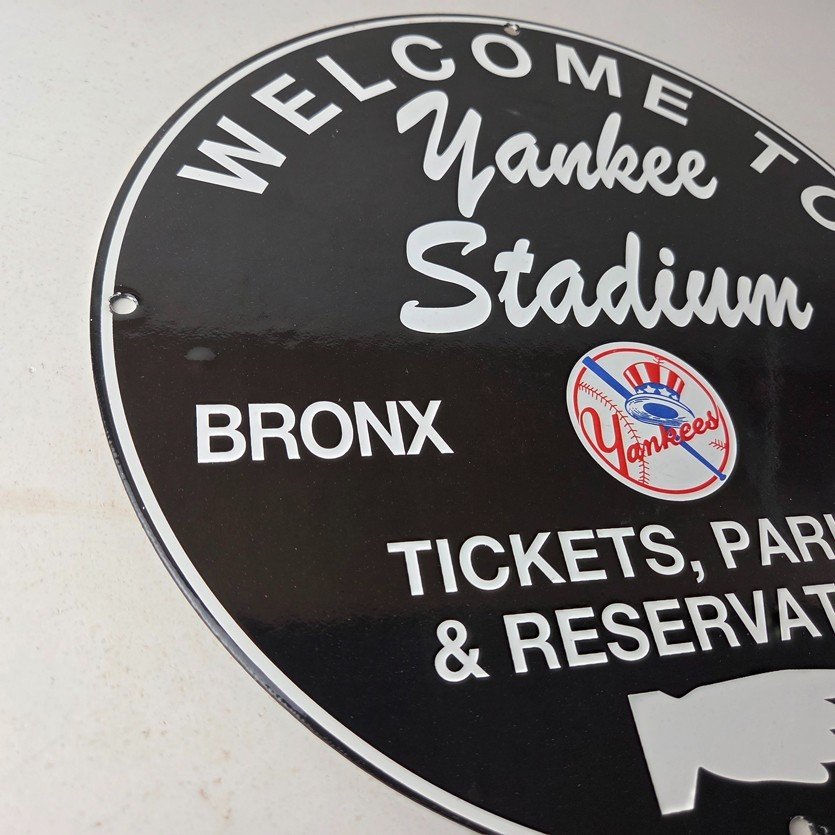 WELCOME TO
Yankee
Stadium
BRONX
Yankees
TICKETS, PAR
& RESERVAT